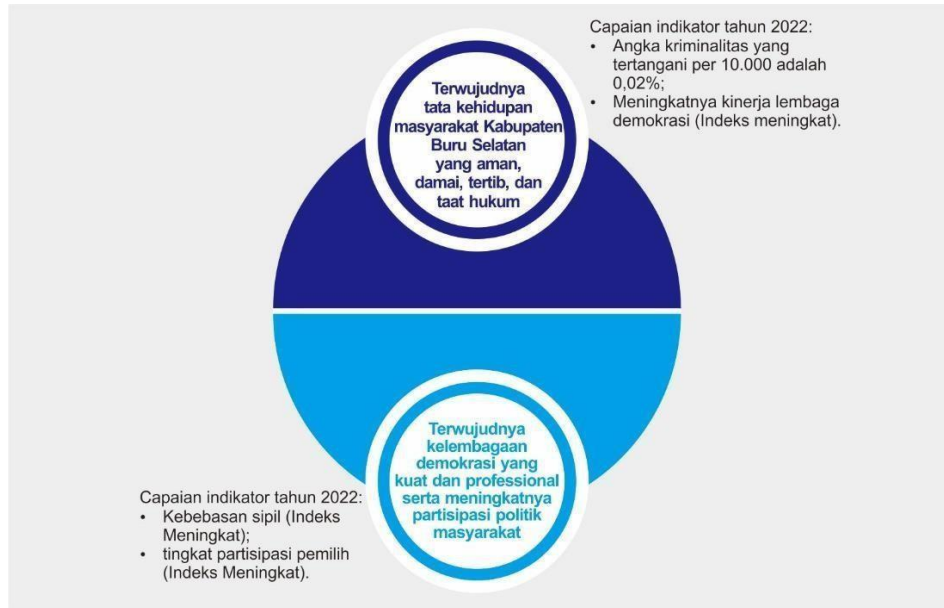 Capaian indikator tahun 2022:
• Angka kriminalitas yang
tertangani per 10.000 adalah
0,02%;
• Meningkatnya kinerja lembaga
demokrasi (Indeks meningkat).
Terwujudnya
tata kehidupan
masyarakat Kabupaten
Buru Selatan
yang aman,
damai, tertib, dan
taat hukum
Terwujudnya
kelembagaan
demokrasi yang
kuat dan professional
serta meningkatnya
partisipasi politik
masyarakat
Capaian indikator tahun 2022:
• Kebebasan sipil (Indeks
Meningkat);
• tingkat partisipasi pemilih
(Indeks Meningkat).